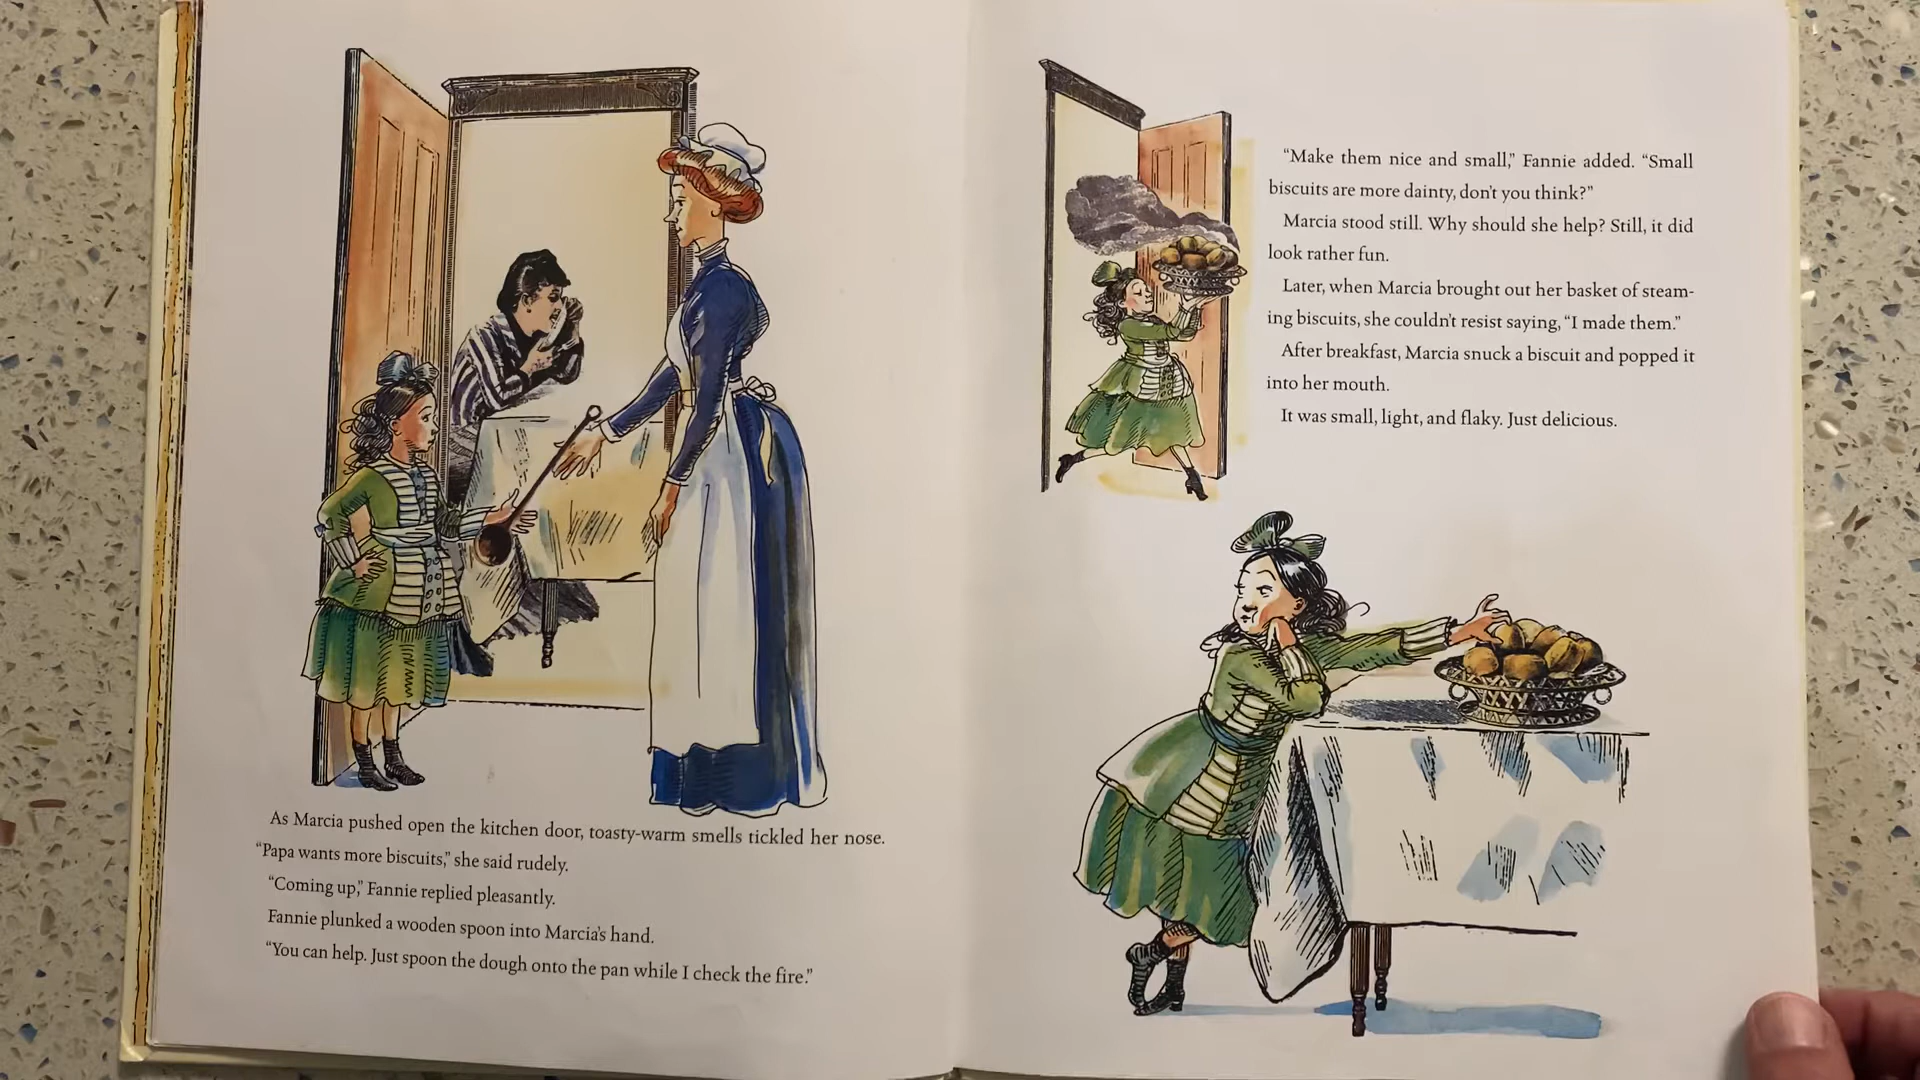 As Marcia pushed open the kitchen door, toasty-warm smells tickled her nose.
“Papa wants more biscuits,” she said rudely.
“Coming up,” Fannie replied pleasantly.
Fannie plunked a wooden spoon into Marcia’s hand.
“You can help. Just spoon the dough onto the pan while I check the fire.”
“Make them nice and small,” Fannie added. “Small
biscuits are more dainty, don’t you think?”
Marcia stood still. Why should she help? Still, it did
look rather fun.
Later, when Marcia brought out her basket of steam-
ing biscuits, she couldn’t resist saying, “I made them.”
After breakfast, Marcia snuck a biscuit and popped it
into her mouth.
It was small, light, and flaky. Just delicious.